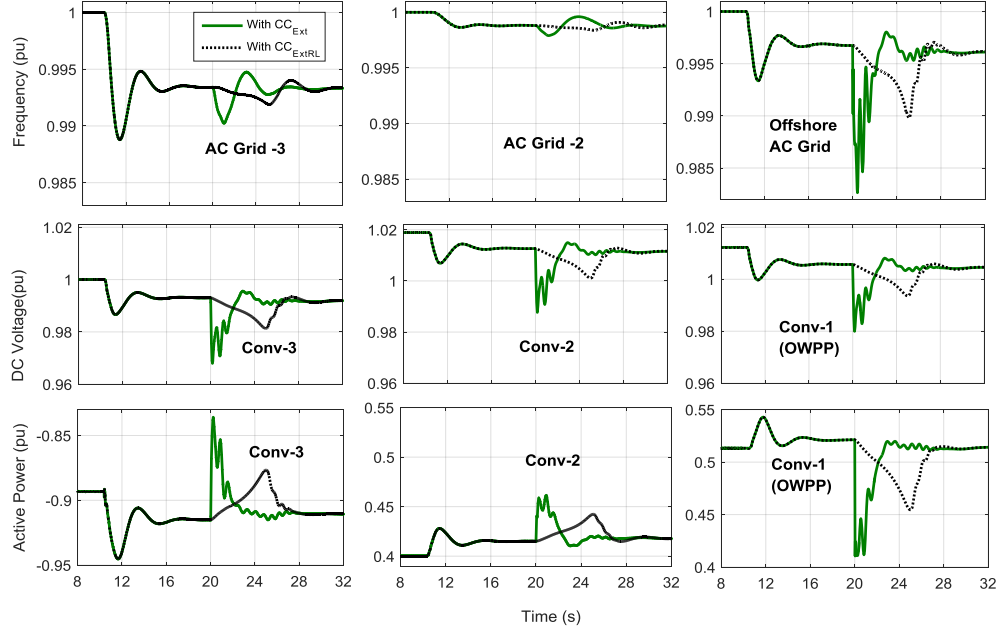 Frequency (pu)
1
0.995
0.99
0.985
With CC_Ext
With CC_ExtRL
AC Grid -3
1
0.995
0.99
0.985
AC Grid -2
1
0.995
0.99
0.985
Offshore
AC Grid
DC Voltage(pu)
1.02
1
0.98
0.96
Conv-3
1.02
1
0.98
0.96
Conv-2
1.02
1
0.98
0.96
Conv-1
(OWPP)
Active Power (pu)
-0.85
-0.9
-0.95
Conv-3
8 12 16 20 24 28 32
0.55
0.5
0.45
0.4
Conv-2
8 12 16 20 24 28 32
0.55
0.5
0.45
0.4
Conv-1
(OWPP)
8 12 16 20 24 28 32
Time (s)